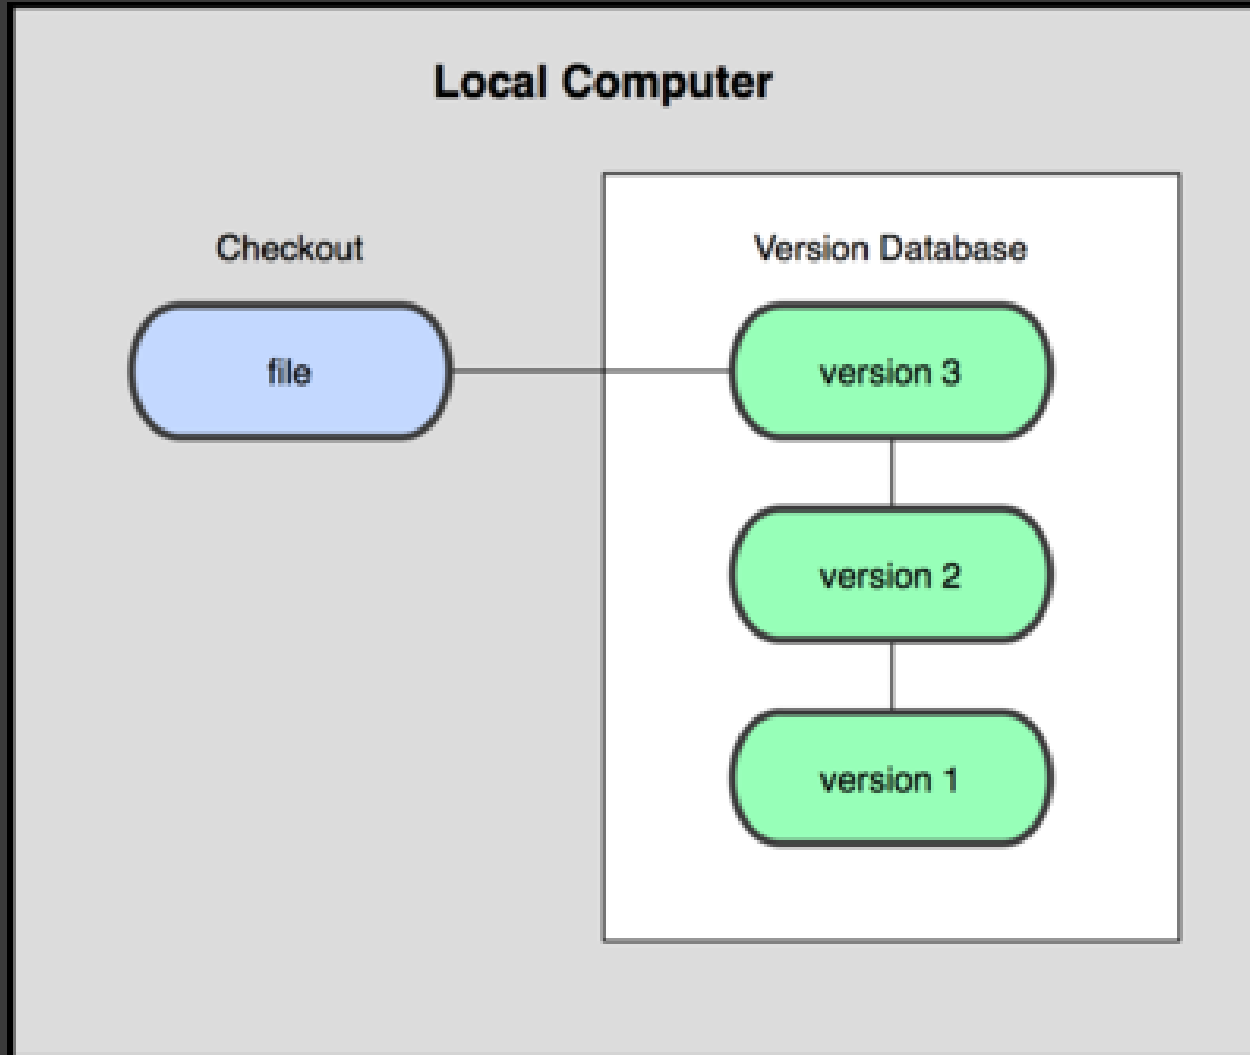 Local Computer
Checkout
Version Database
file
version 3
version 2
version 1